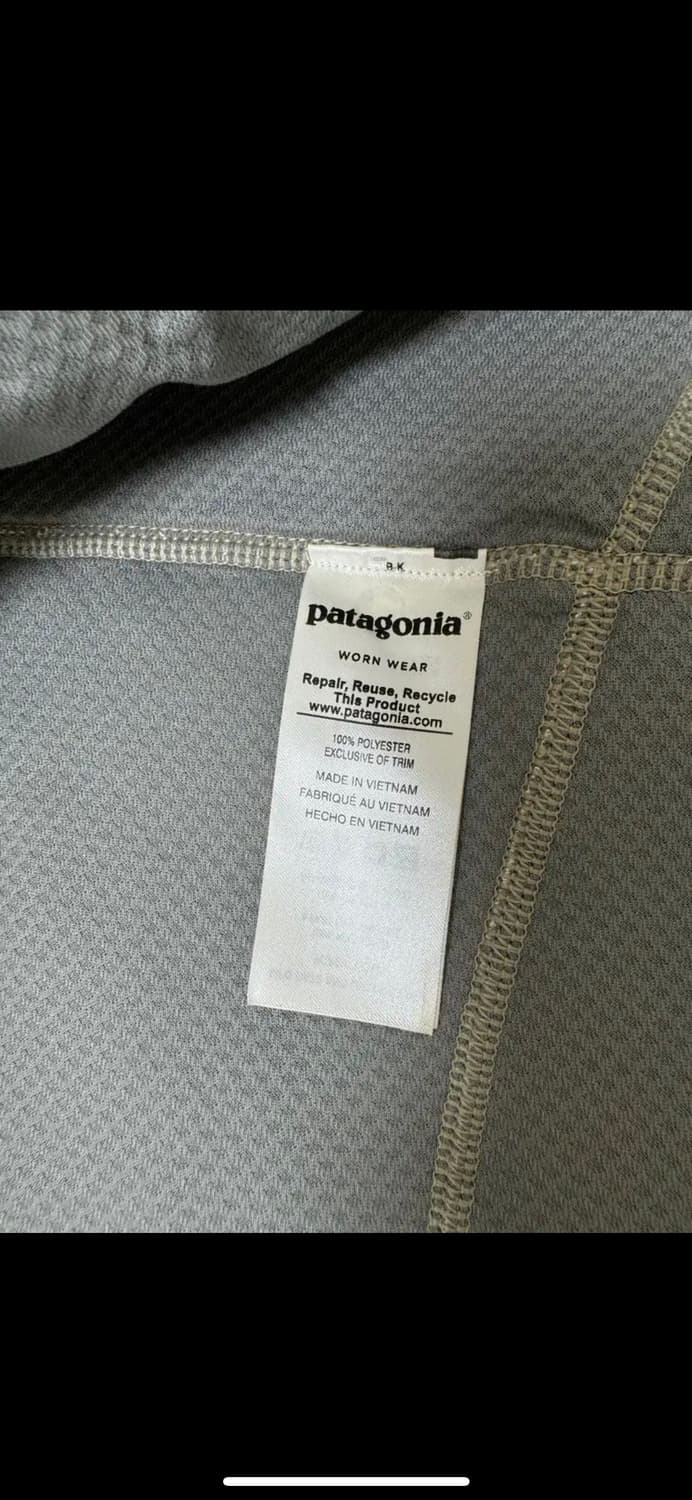 BK
patagonia®
WORN WEAR
Repair, Reuse, Recycle
This Product
www.patagonia.com
100% POLYESTER
EXCLUSIVE OF TRIM
MADE IN VIETNAM
FABRIQUÉ AU VIETNAM
HECHO EN VIETNAM